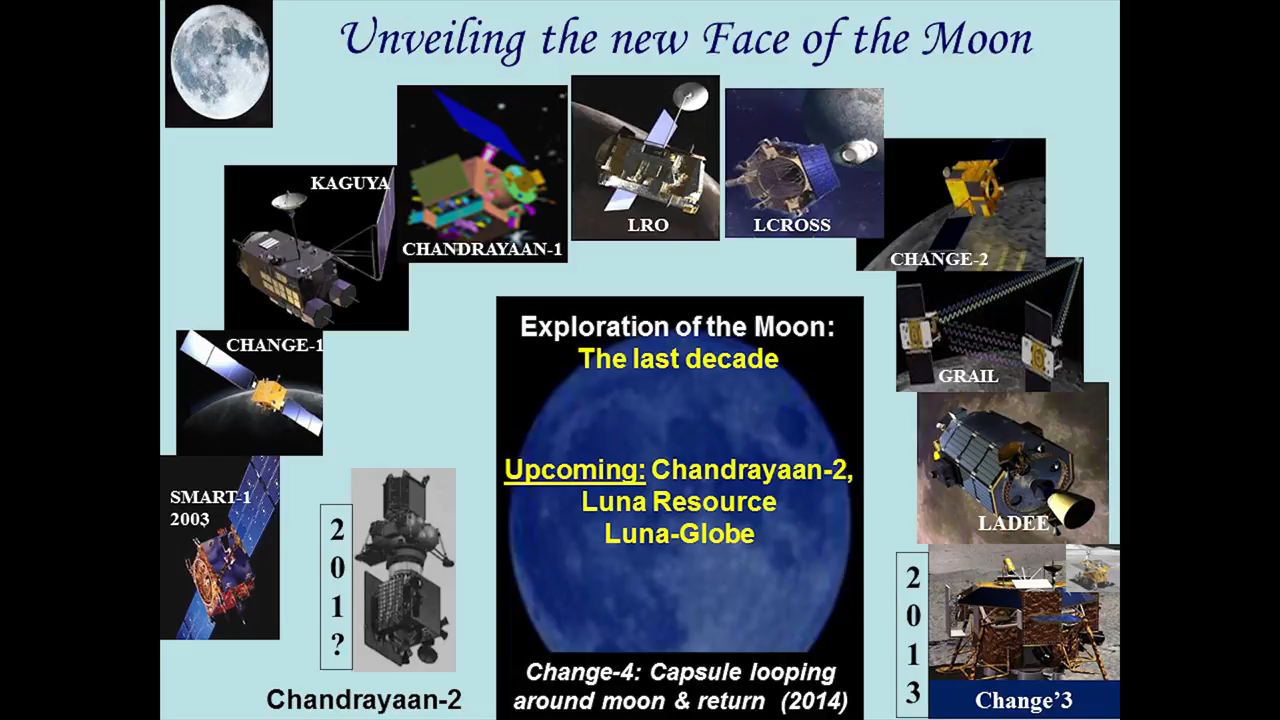 Unveiling the new Face of the Moon
KAGUYA
CHANDRAYAAN-1
LRO
LCROSS
CHANGE-2
CHANGE-1
GRAIL
SMART-1
2003
LADEE
Exploration of the Moon:
The last decade
Upcoming: Chandrayaan-2,
Luna Resource
Luna-Globe
Change-4: Capsule looping
around moon & return (2014)
2
0
1
?
Chandrayaan-2
2
0
1
3
Change’3